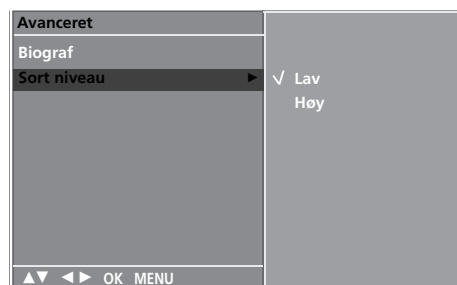 Avanceret
Biograf
Sort niveau ►
√ Lav
Høy
▲▼ ◄► OK MENU